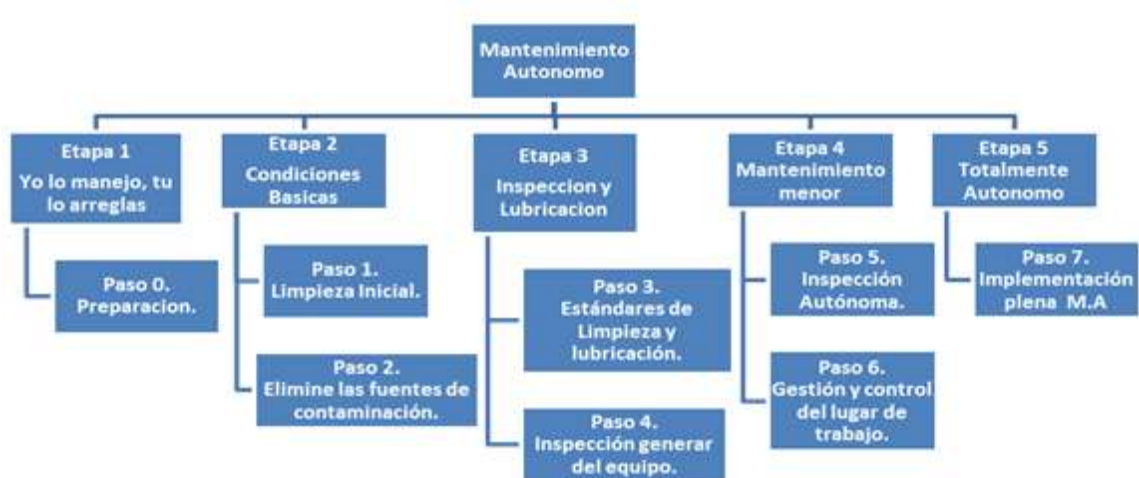 Mantenimiento
Autonomo
Etapa 1
Yo lo manejo, tu
lo arreglas
Paso 0.
Preparacion.
Etapa 2
Condiciones
Basicas
Paso 1.
Limpieza Inicial.
Paso 2.
Elimine las fuentes de
contaminación.
Etapa 3
Inspeccion y
Lubricacion
Paso 3.
Estándares de
Limpieza y
lubricación.
Paso 4.
Inspección generar
del equipo.
Etapa 4
Mantenimiento
menor
Paso 5.
Inspección
Autónoma.
Paso 6.
Gestión y control
del lugar de
trabajo.
Etapa 5
Totalmente
Autonomo
Paso 7.
Implementación
plena M.A